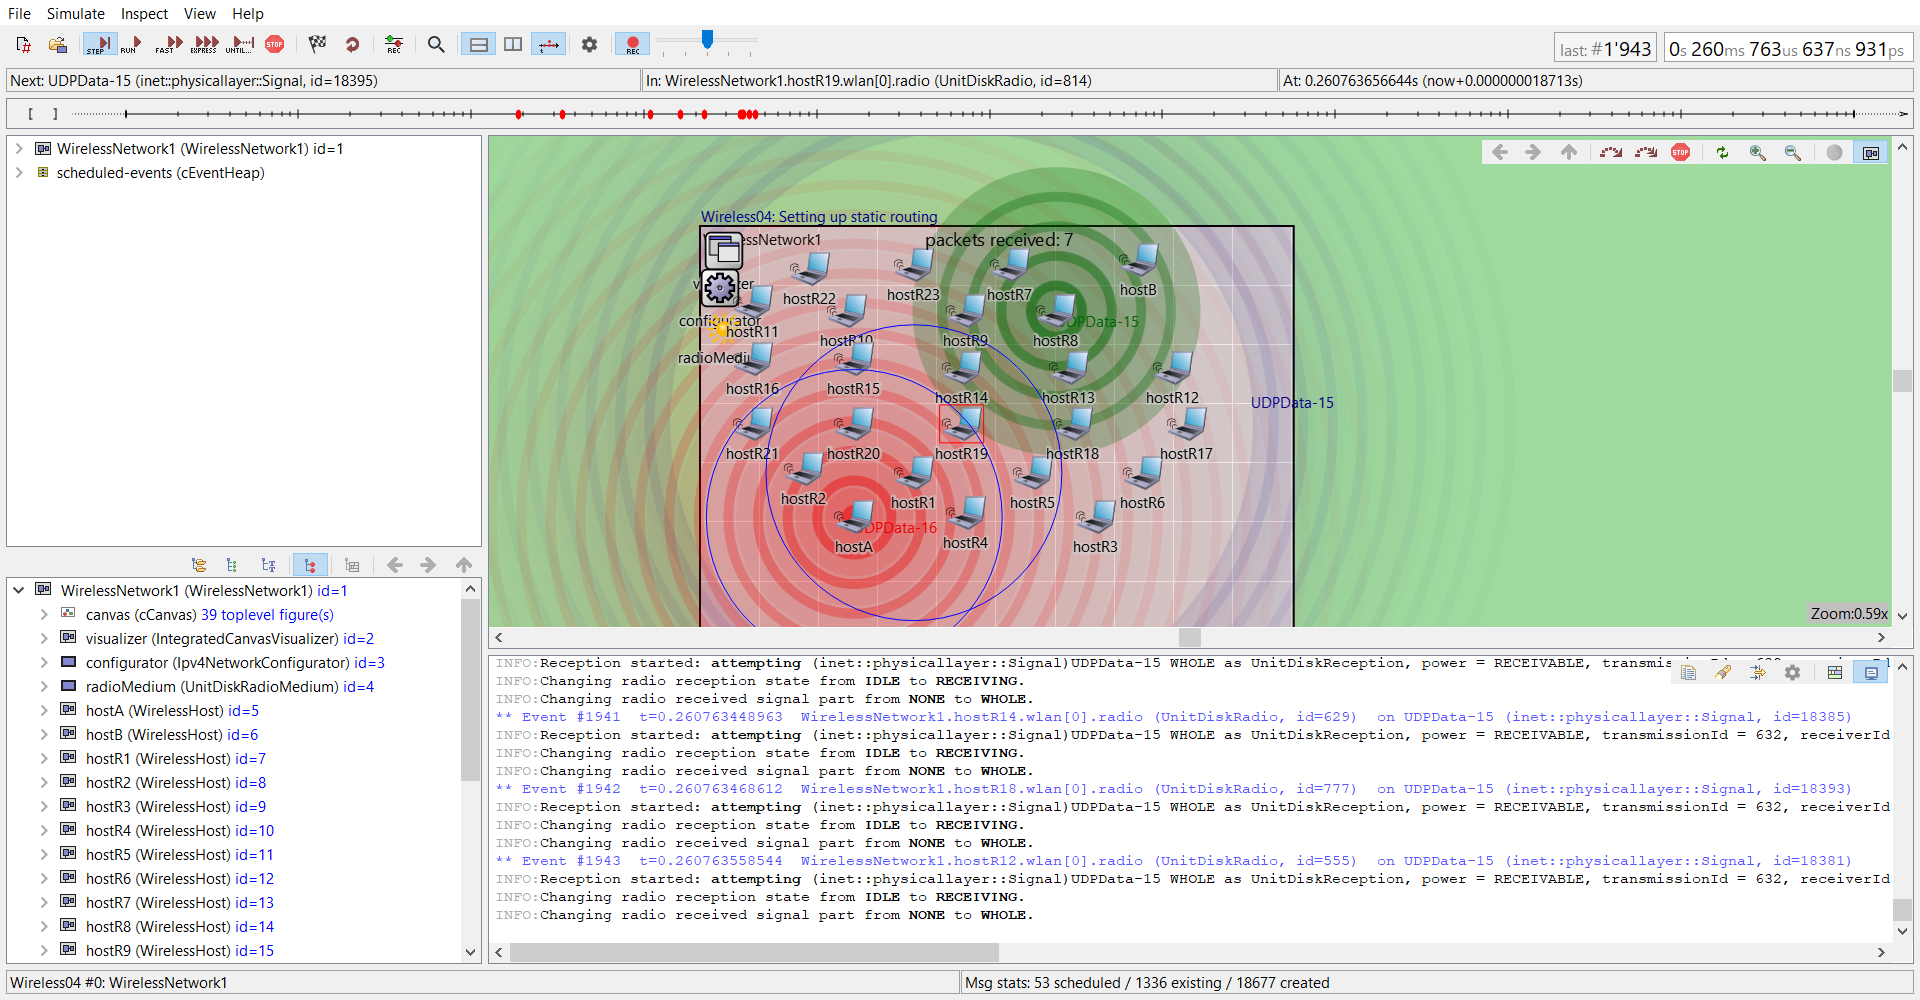 File Simulate Inspect View Help
STEP RUN FAST EXPRESS UNTIL... STOP REC REC
last: #1'943 0s 260ms 763us 637ns 931ps
Next: UDPData-15 (inet::physicallayer::Signal, id=18395) In: WirelessNetwork1.hostR19.wlan[0].radio (UnitDiskRadio, id=814) At: 0.260763656644s (now+0.000000018713s)
[ ]
WirelessNetwork1 (WirelessNetwork1) id=1
scheduled-events (cEventHeap)
WirelessNetwork1 (WirelessNetwork1) id=1
canvas (cCanvas) 39 toplevel figure(s)
visualizer (IntegratedCanvasVisualizer) id=2
configurator (Ipv4NetworkConfigurator) id=3
radioMedium (UnitDiskRadioMedium) id=4
hostA (WirelessHost) id=5
hostB (WirelessHost) id=6
hostR1 (WirelessHost) id=7
hostR2 (WirelessHost) id=8
hostR3 (WirelessHost) id=9
hostR4 (WirelessHost) id=10
hostR5 (WirelessHost) id=11
hostR6 (WirelessHost) id=12
hostR7 (WirelessHost) id=13
hostR8 (WirelessHost) id=14
hostR9 (WirelessHost) id=15
STOP
Wireless04: Setting up static routing
essNetwork1 packets received: 7
hostR22 hostR23 hostR7 hostB
configurator hostR11 hostR10 hostR9 hostR8 UDPData-15
radioMedi hostR16 hostR15 hostR14 hostR13 hostR12 UDPData-15
hostR21 hostR20 hostR19 hostR18 hostR17
hostR2 hostR1 hostR5 hostR6
UDPData-16
hostA hostR4 hostR3
Zoom:0.59x
INFO:Reception started: attempting (inet::physicallayer::Signal)UDPData-15 WHOLE as UnitDiskReception, power = RECEIVABLE,
INFO:Changing radio reception state from IDLE to RECEIVING.
INFO:Changing radio received signal part from NONE to WHOLE.
** Event #1941 t=0.260763448963 WirelessNetwork1.hostR14.wlan[0].radio (UnitDiskRadio, id=629) on UDPData-15 (inet::physicallayer::Signal, id=18385)
INFO:Reception started: attempting (inet::physicallayer::Signal)UDPData-15 WHOLE as UnitDiskReception, power = RECEIVABLE, transmissionId = 632, receiverId
INFO:Changing radio reception state from IDLE to RECEIVING.
INFO:Changing radio received signal part from NONE to WHOLE.
** Event #1942 t=0.260763468612 WirelessNetwork1.hostR18.wlan[0].radio (UnitDiskRadio, id=777) on UDPData-15 (inet::physicallayer::Signal, id=18393)
INFO:Reception started: attempting (inet::physicallayer::Signal)UDPData-15 WHOLE as UnitDiskReception, power = RECEIVABLE, transmissionId = 632, receiverId
INFO:Changing radio reception state from IDLE to RECEIVING.
INFO:Changing radio received signal part from NONE to WHOLE.
** Event #1943 t=0.260763558544 WirelessNetwork1.hostR12.wlan[0].radio (UnitDiskRadio, id=555) on UDPData-15 (inet::physicallayer::Signal, id=18381)
INFO:Reception started: attempting (inet::physicallayer::Signal)UDPData-15 WHOLE as UnitDiskReception, power = RECEIVABLE, transmissionId = 632, receiverId
INFO:Changing radio reception state from IDLE to RECEIVING.
INFO:Changing radio received signal part from NONE to WHOLE.
Wireless04 #0: WirelessNetwork1 Msg stats: 53 scheduled / 1336 existing / 18677 created